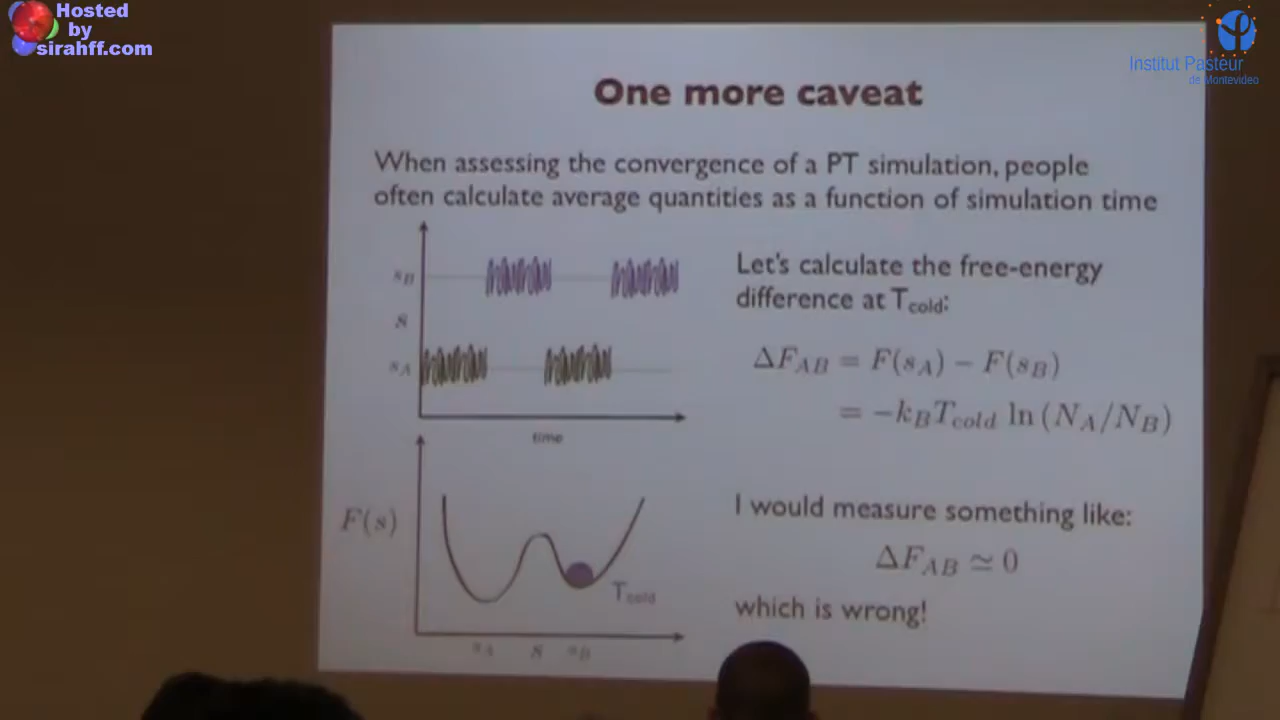 Hosted
by
sirahff.com
Institut Pasteur
de Montevideo
One more caveat
When assessing the convergence of a PT simulation, people
often calculate average quantities as a function of simulation time
s_B
s
s_A
time
Let's calculate the free-energy
difference at T_cold:
ΔF_AB = F(s_A) − F(s_B)
= −k_B T_cold ln (N_A/N_B)
F(s)
T_cold
s_A s s_B
I would measure something like:
ΔF_AB ≃ 0
which is wrong!